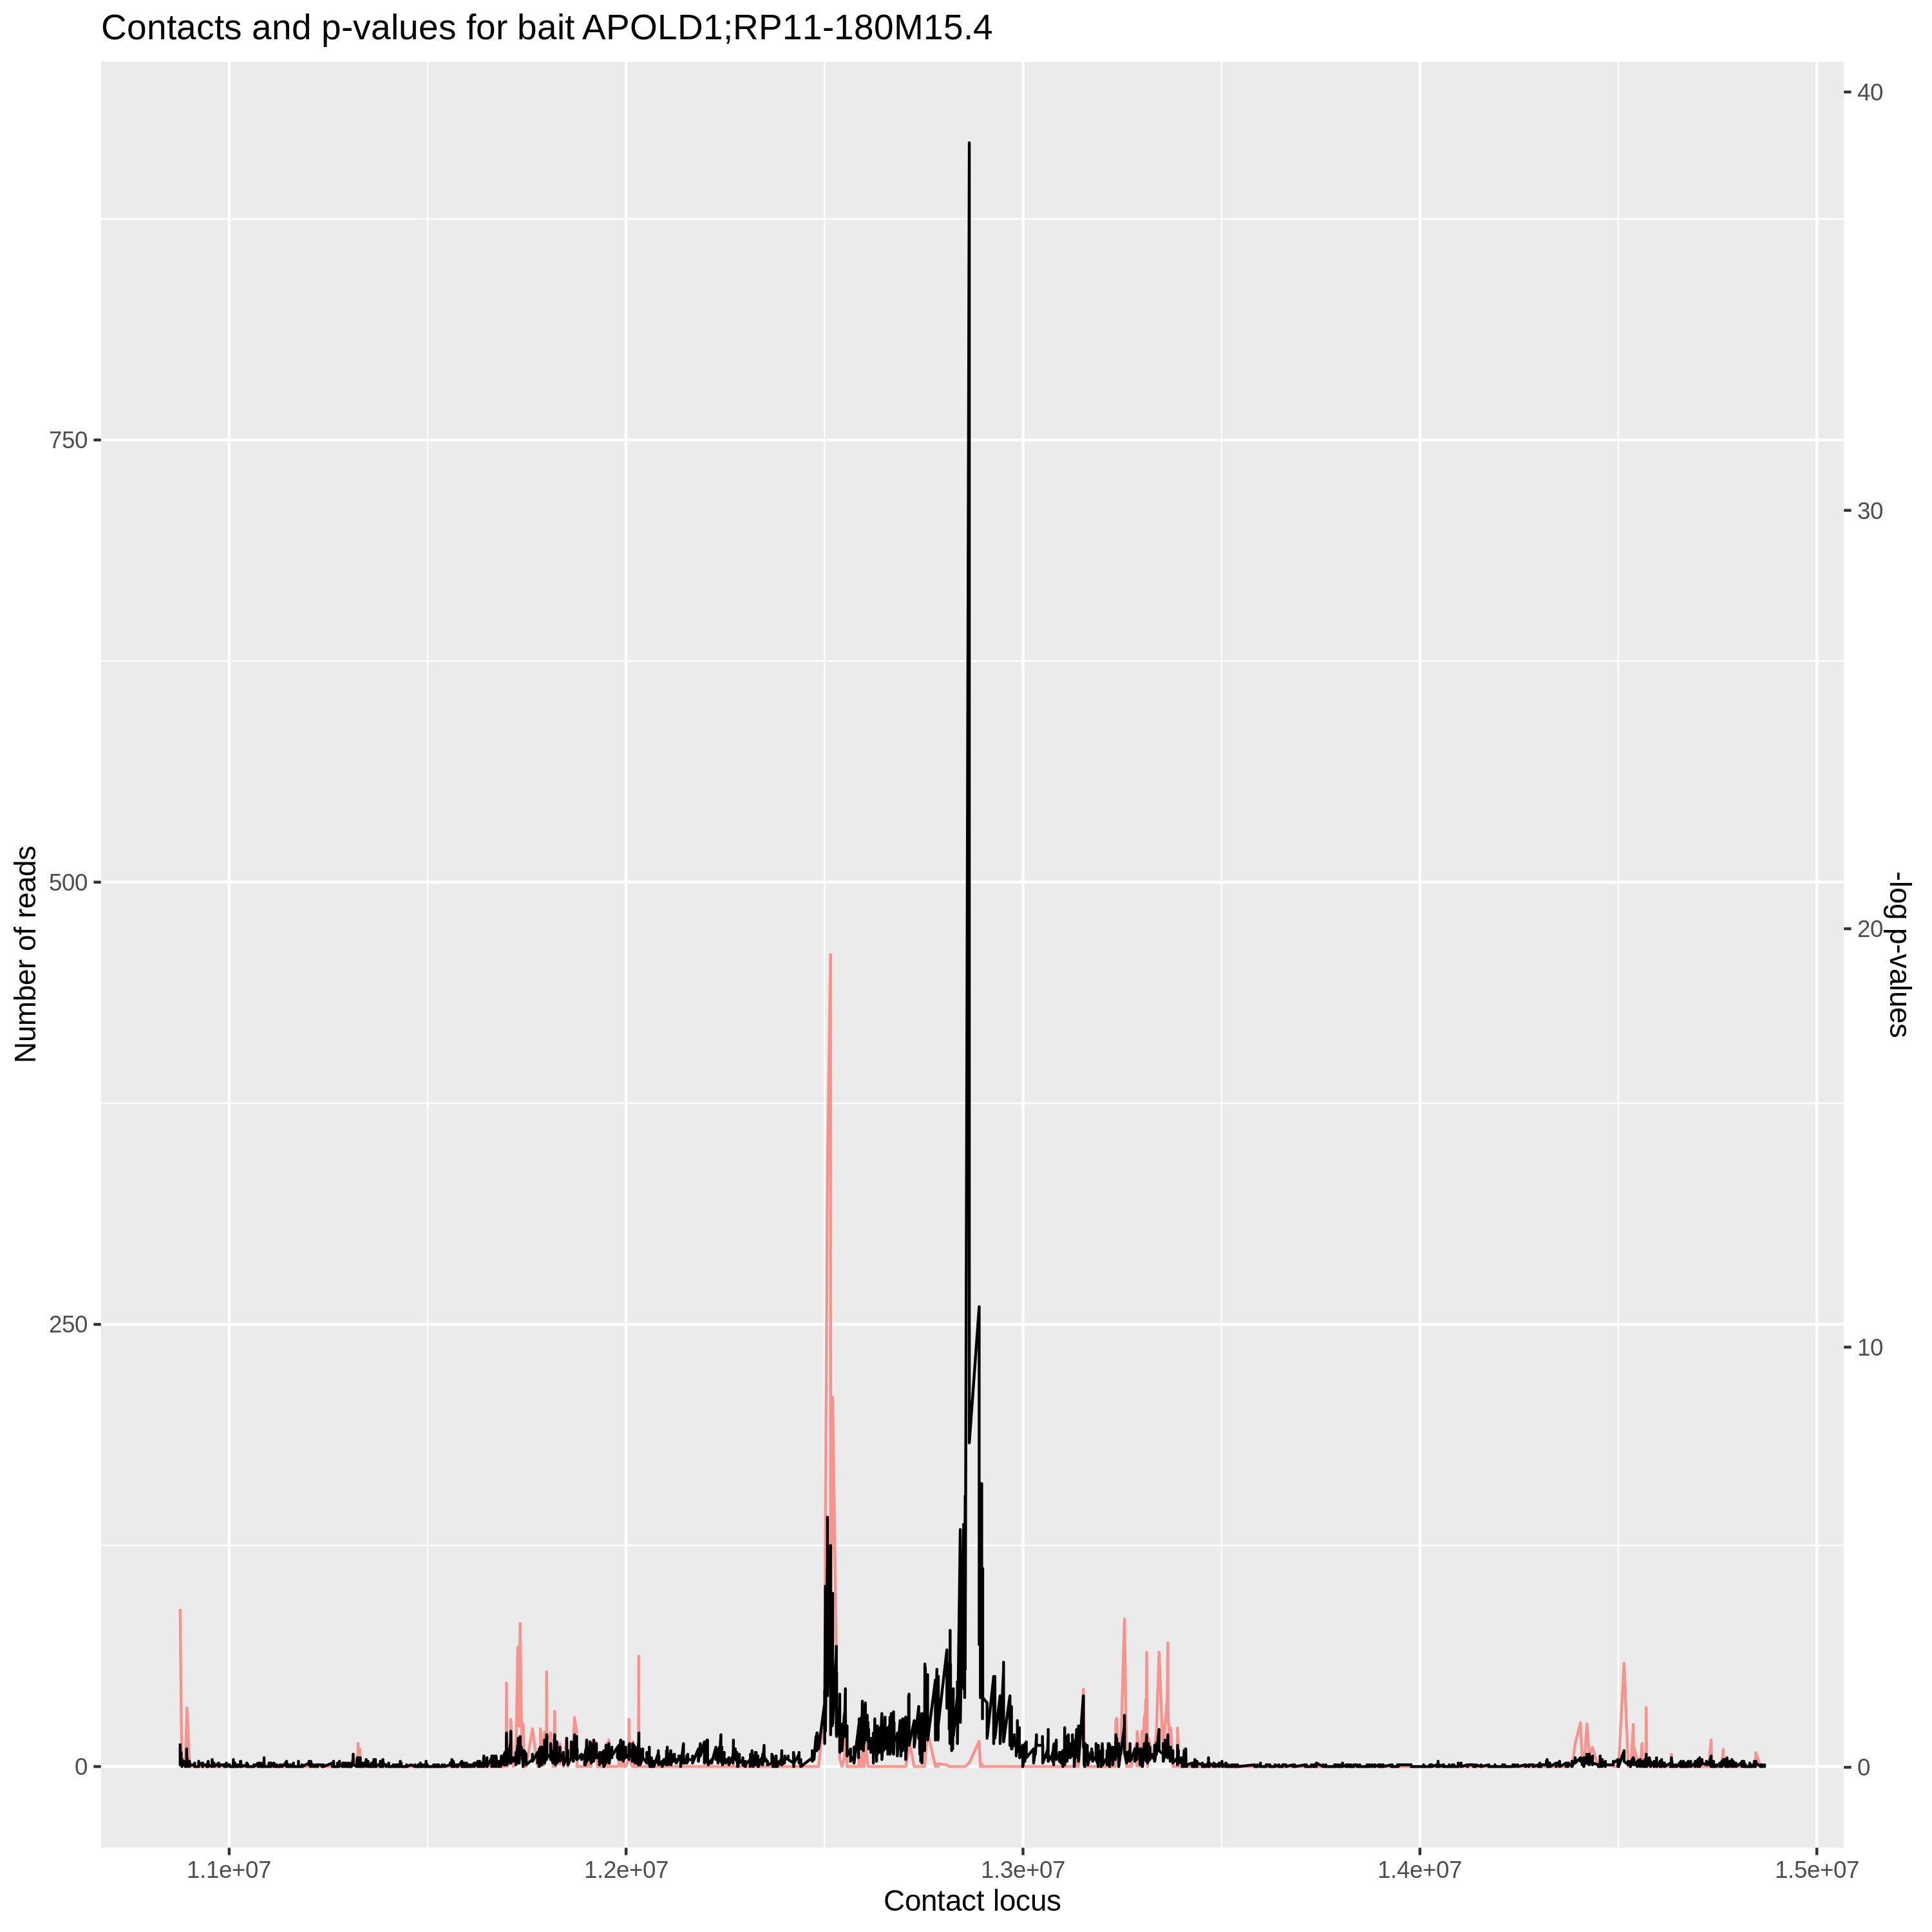 Contacts and p-values for bait APOLD1;RP11-180M15.4
Number of reads
750
500
250
0
40
30
20
10
0
-log p-values
1.1e+07 1.2e+07 1.3e+07 1.4e+07 1.5e+07
Contact locus